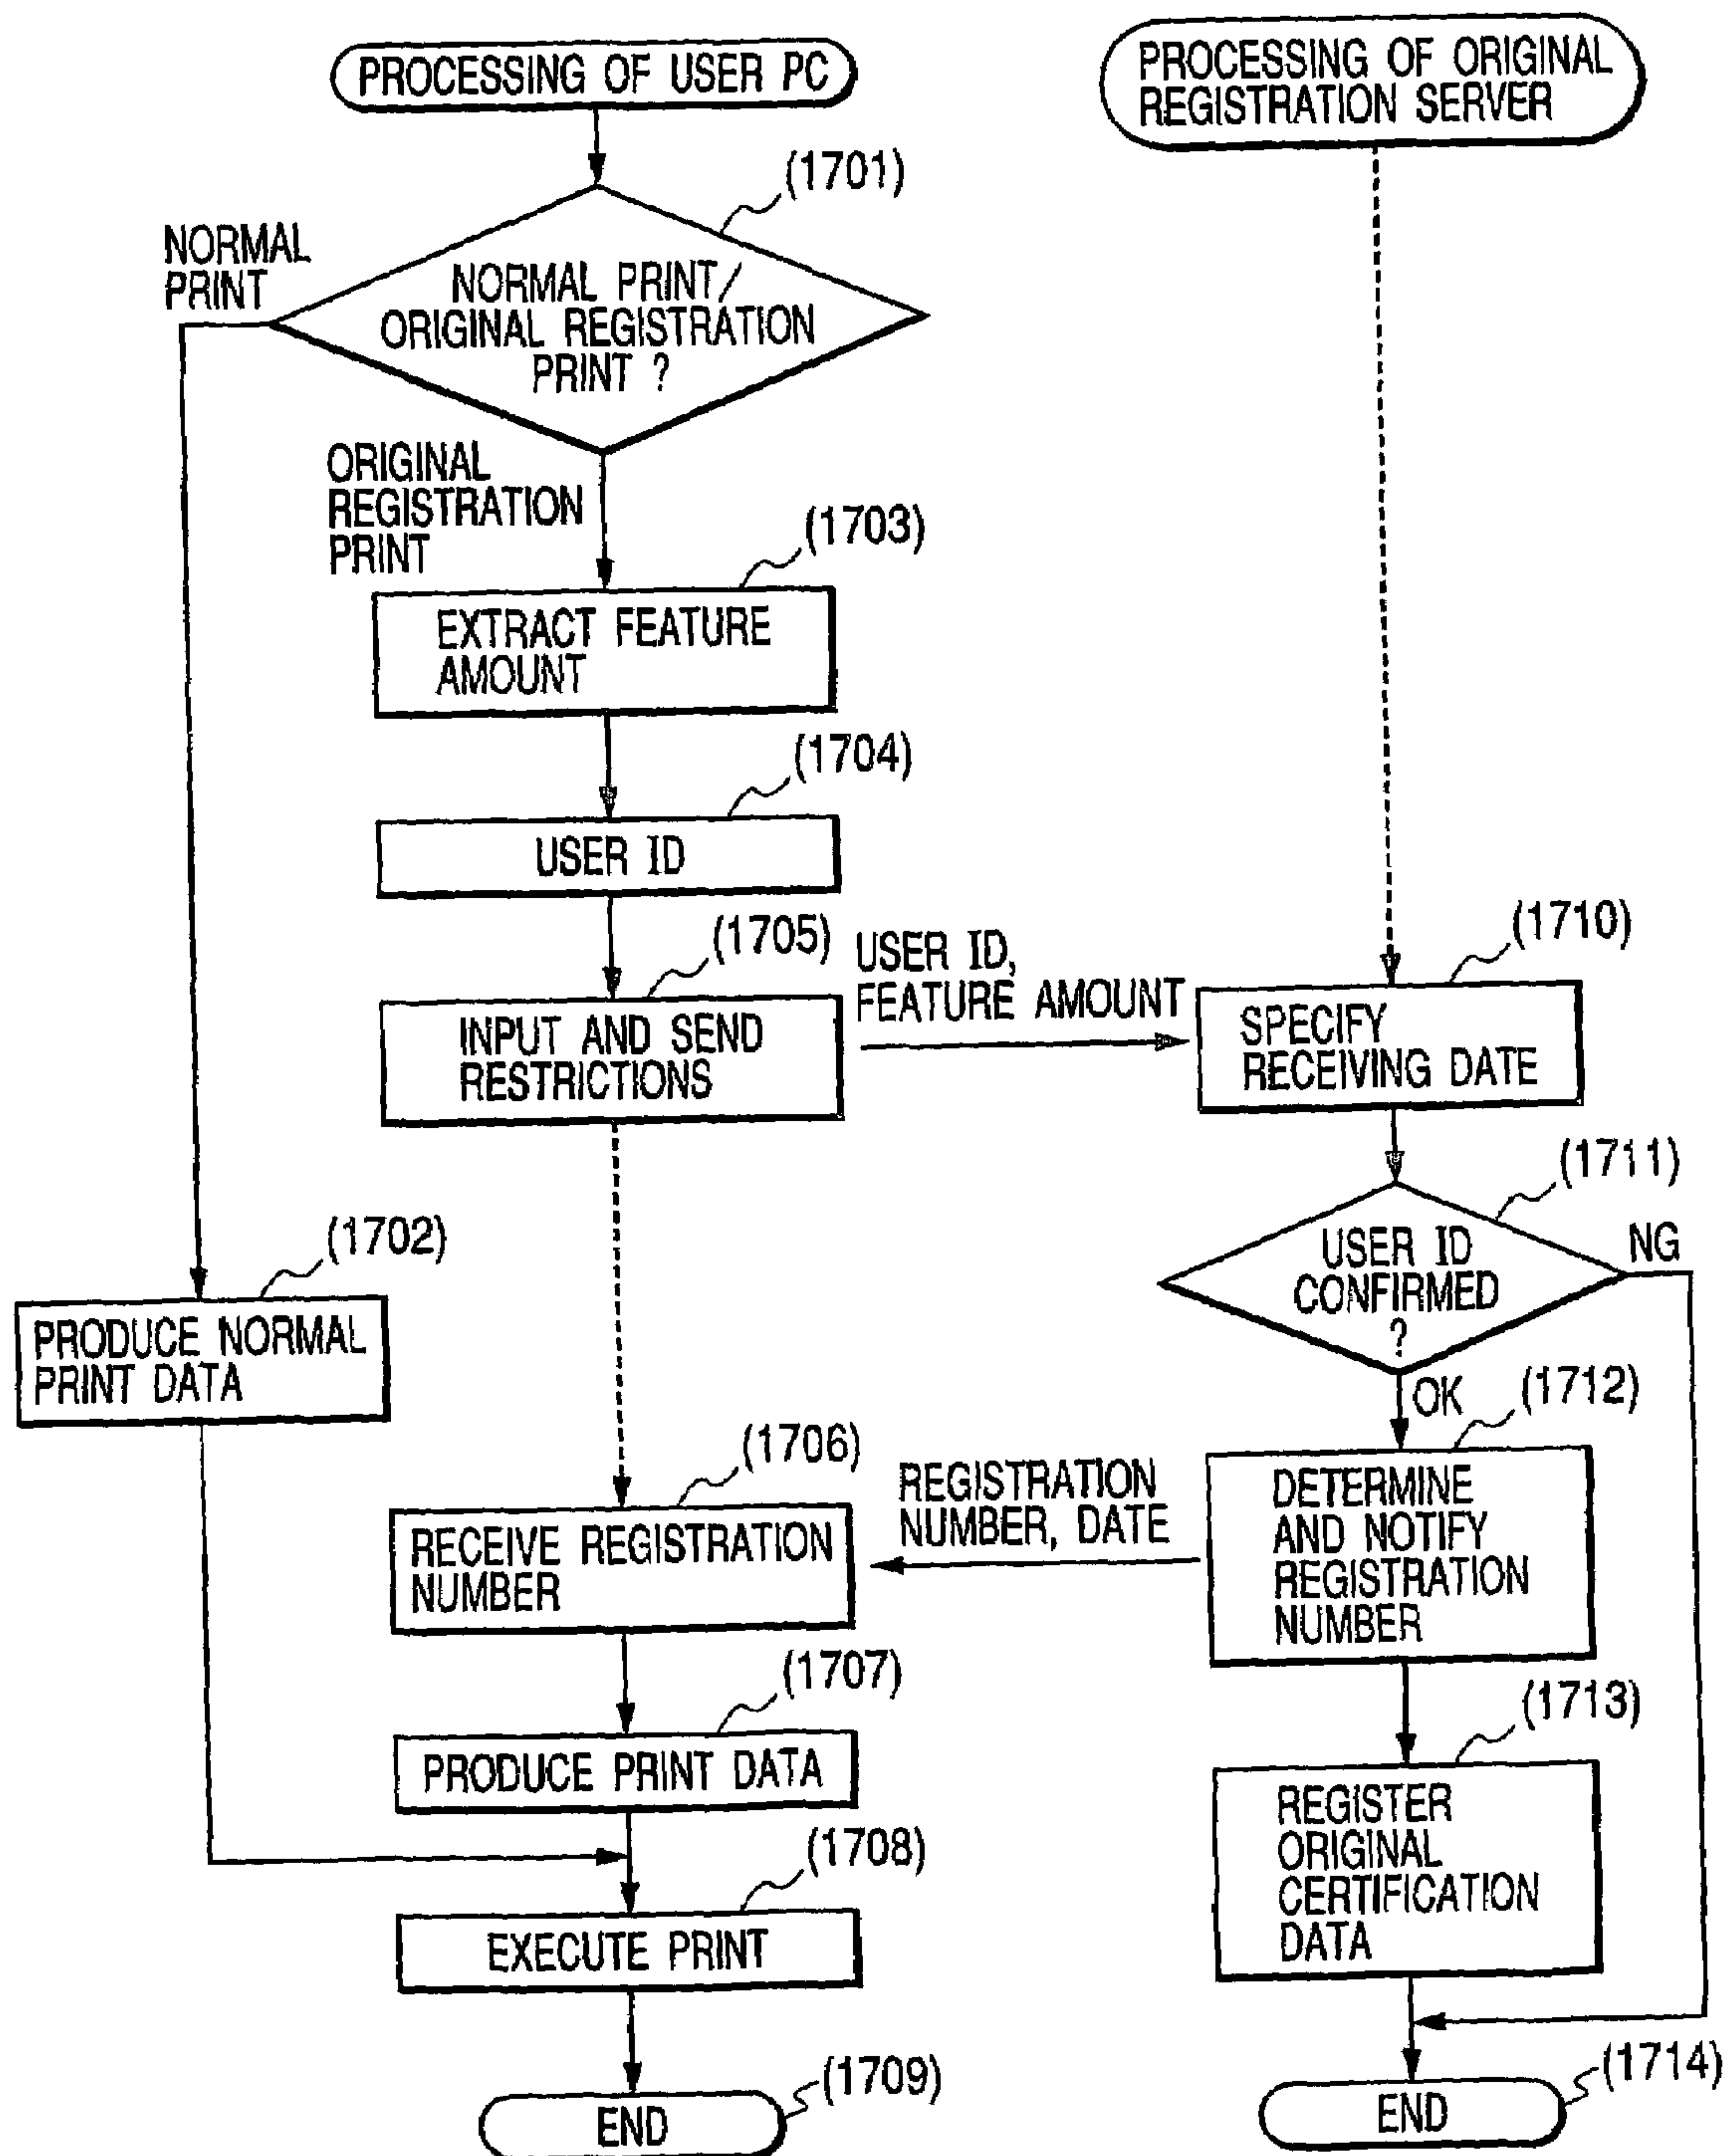 PROCESSING OF USER PC
PROCESSING OF ORIGINAL
REGISTRATION SERVER
(1701)
NORMAL
PRINT
NORMAL PRINT/
ORIGINAL REGISTRATION
PRINT ?
ORIGINAL
REGISTRATION
PRINT
(1703)
EXTRACT FEATURE
AMOUNT
(1704)
USER ID
(1705)
USER ID,
FEATURE AMOUNT
(1710)
INPUT AND SEND
RESTRICTIONS
SPECIFY
RECEIVING DATE
(1711)
USER ID
CONFIRMED
?
NG
OK
(1702)
PRODUCE NORMAL
PRINT DATA
(1712)
(1706)
REGISTRATION
NUMBER, DATE
RECEIVE REGISTRATION
NUMBER
DETERMINE
AND NOTIFY
REGISTRATION
NUMBER
(1707)
PRODUCE PRINT DATA
(1713)
REGISTER
ORIGINAL
CERTIFICATION
DATA
(1708)
EXECUTE PRINT
(1709)
END
(1714)
END